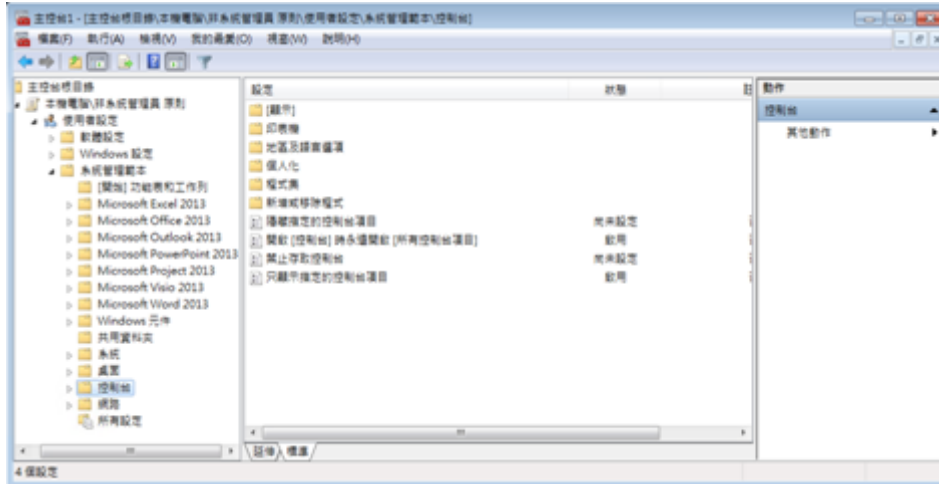 主控台1 - [主控台根目錄\本機電腦\非系統管理員 原則\使用者設定\系統管理範本\控制台]
檔案(F) 執行(A) 檢視(V) 我的最愛(O) 視窗(W) 說明(H)
主控台根目錄
本機電腦\非系統管理員 原則
使用者設定
軟體設定
Windows 設定
系統管理範本
[開始] 功能表和工作列
Microsoft Excel 2013
Microsoft Office 2013
Microsoft Outlook 2013
Microsoft PowerPoint 2013
Microsoft Project 2013
Microsoft Visio 2013
Microsoft Word 2013
Windows 元件
共用資料夾
系統
桌面
控制台
網路
所有設定
設定 狀態
[顯示]
印表機
地區及語言選項
個人化
程式集
新增或移除程式
隱藏指定的控制台項目 尚未設定
開啟 [控制台] 時永遠開啟 [所有控制台項目] 啟用
禁止存取控制台 尚未設定
只顯示指定的控制台項目 啟用
延伸 標準
動作
控制台
其他動作
4 個設定